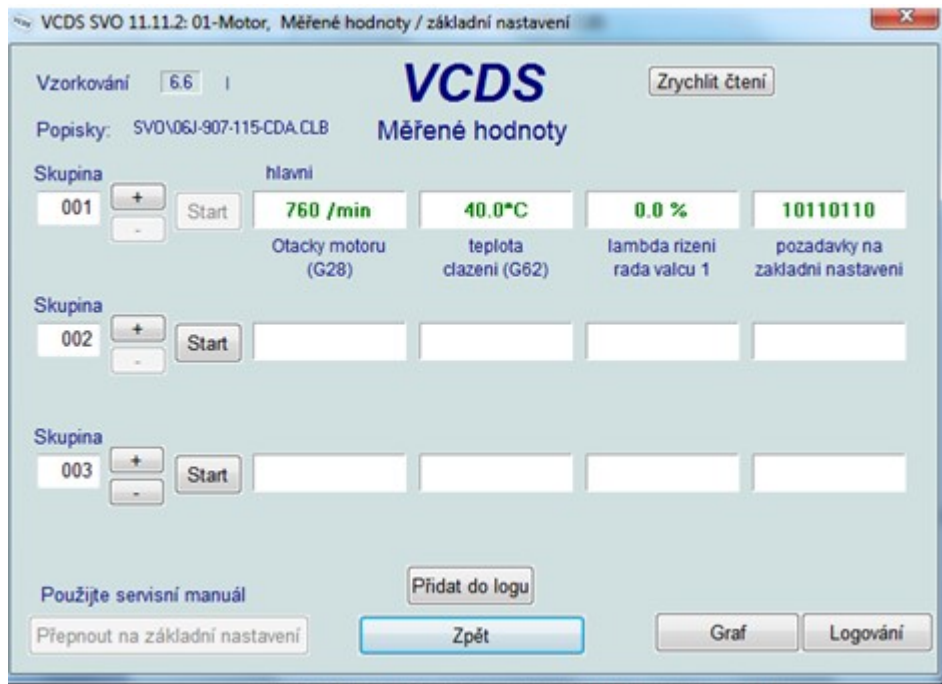 VCDS SVO 11.11.2: 01-Motor, Měřené hodnoty / základní nastavení
Vzorkování 6.6 I
VCDS
Zrychlit čtení
Popisky: SVO\06J-907-115-CDA.CLB
Měřené hodnoty
Skupina hlavni
001 + - Start 760 /min 40.0°C 0.0 % 10110110
Otacky motoru teplota lambda rizeni pozadavky na
(G28) clazeni (G62) rada valcu 1 zakladni nastaveni
Skupina
002 + - Start
Skupina
003 + - Start
Použijte servisní manuál
Přidat do logu
Přepnout na základní nastavení Zpět Graf Logování